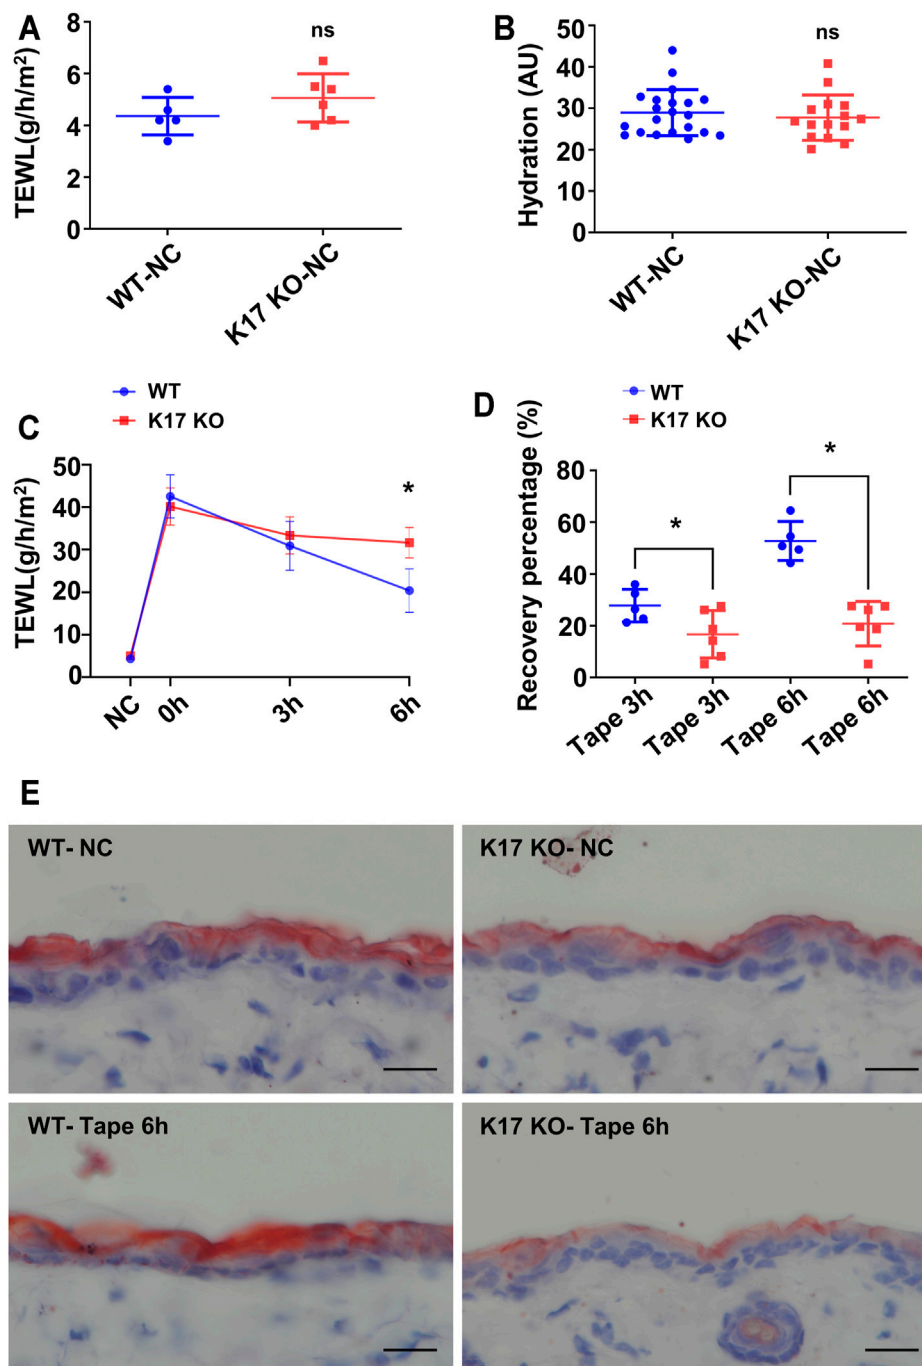 A
TEWL(g/h/m²)
8
6
4
2
0
ns
WT-NC
K17 KO-NC
B
Hydration (AU)
50
40
30
20
10
0
ns
WT-NC
K17 KO-NC
C
WT
K17 KO
TEWL(g/h/m²)
50
40
30
20
10
0
*
NC
0h
3h
6h
D
WT
K17 KO
Recovery percentage (%)
80
60
40
20
0
*
*
Tape 3h
Tape 3h
Tape 6h
Tape 6h
E
WT- NC
K17 KO- NC
WT- Tape 6h
K17 KO- Tape 6h